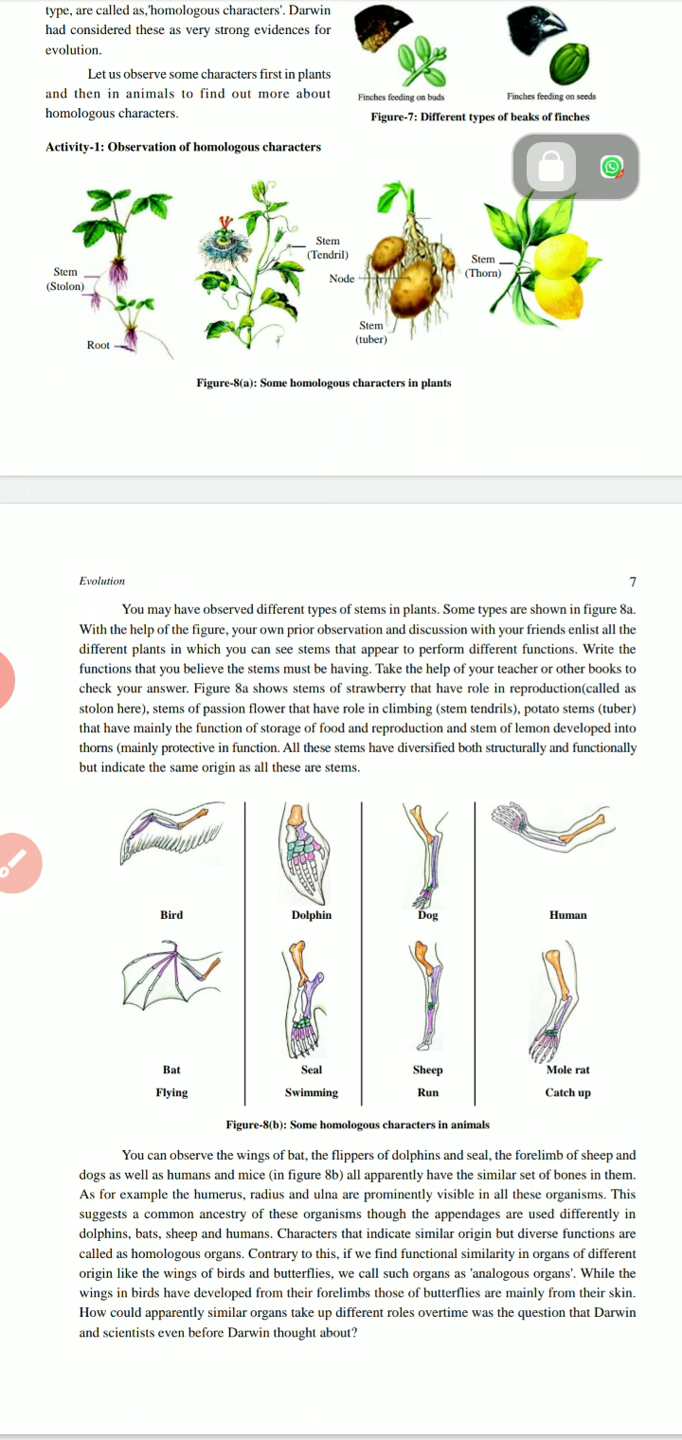 type, are called as,'homologous characters'. Darwin
had considered these as very strong evidences for
evolution.
Let us observe some characters first in plants
and then in animals to find out more about
homologous characters.
Finches feeding on buds
Finches feeding on seeds
Figure-7: Different types of beaks of finches
Activity-1: Observation of homologous characters
Stem
(Stolon)
Root
Stem
(Tendril)
Node
Stem
(tuber)
Stem
(Thorn)
Figure-8(a): Some homologous characters in plants
Evolution
7
You may have observed different types of stems in plants. Some types are shown in figure 8a.
With the help of the figure, your own prior observation and discussion with your friends enlist all the
different plants in which you can see stems that appear to perform different functions. Write the
functions that you believe the stems must be having. Take the help of your teacher or other books to
check your answer. Figure 8a shows stems of strawberry that have role in reproduction(called as
stolon here), stems of passion flower that have role in climbing (stem tendrils), potato stems (tuber)
that have mainly the function of storage of food and reproduction and stem of lemon developed into
thorns (mainly protective in function. All these stems have diversified both structurally and functionally
but indicate the same origin as all these are stems.
Bird
Dolphin
Dog
Human
Bat
Seal
Sheep
Mole rat
Flying
Swimming
Run
Catch up
Figure-8(b): Some homologous characters in animals
You can observe the wings of bat, the flippers of dolphins and seal, the forelimb of sheep and
dogs as well as humans and mice (in figure 8b) all apparently have the similar set of bones in them.
As for example the humerus, radius and ulna are prominently visible in all these organisms. This
suggests a common ancestry of these organisms though the appendages are used differently in
dolphins, bats, sheep and humans. Characters that indicate similar origin but diverse functions are
called as homologous organs. Contrary to this, if we find functional similarity in organs of different
origin like the wings of birds and butterflies, we call such organs as 'analogous organs'. While the
wings in birds have developed from their forelimbs those of butterflies are mainly from their skin.
How could apparently similar organs take up different roles overtime was the question that Darwin
and scientists even before Darwin thought about?